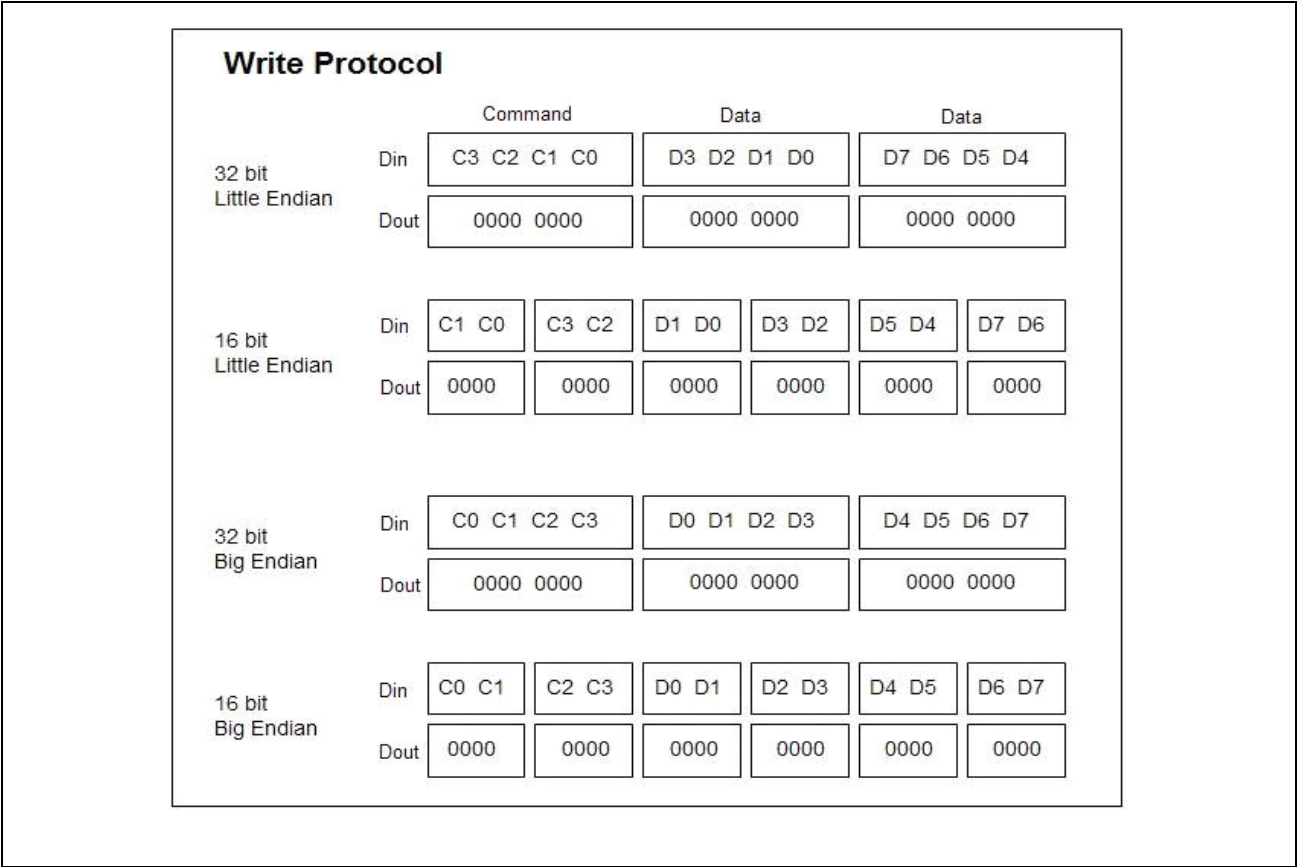 Write Protocol
Command Data Data
32 bit
Little Endian
Din C3 C2 C1 C0 D3 D2 D1 D0 D7 D6 D5 D4
Dout 0000 0000 0000 0000 0000 0000
16 bit
Little Endian
Din C1 C0 C3 C2 D1 D0 D3 D2 D5 D4 D7 D6
Dout 0000 0000 0000 0000 0000 0000
32 bit
Big Endian
Din C0 C1 C2 C3 D0 D1 D2 D3 D4 D5 D6 D7
Dout 0000 0000 0000 0000 0000 0000
16 bit
Big Endian
Din C0 C1 C2 C3 D0 D1 D2 D3 D4 D5 D6 D7
Dout 0000 0000 0000 0000 0000 0000